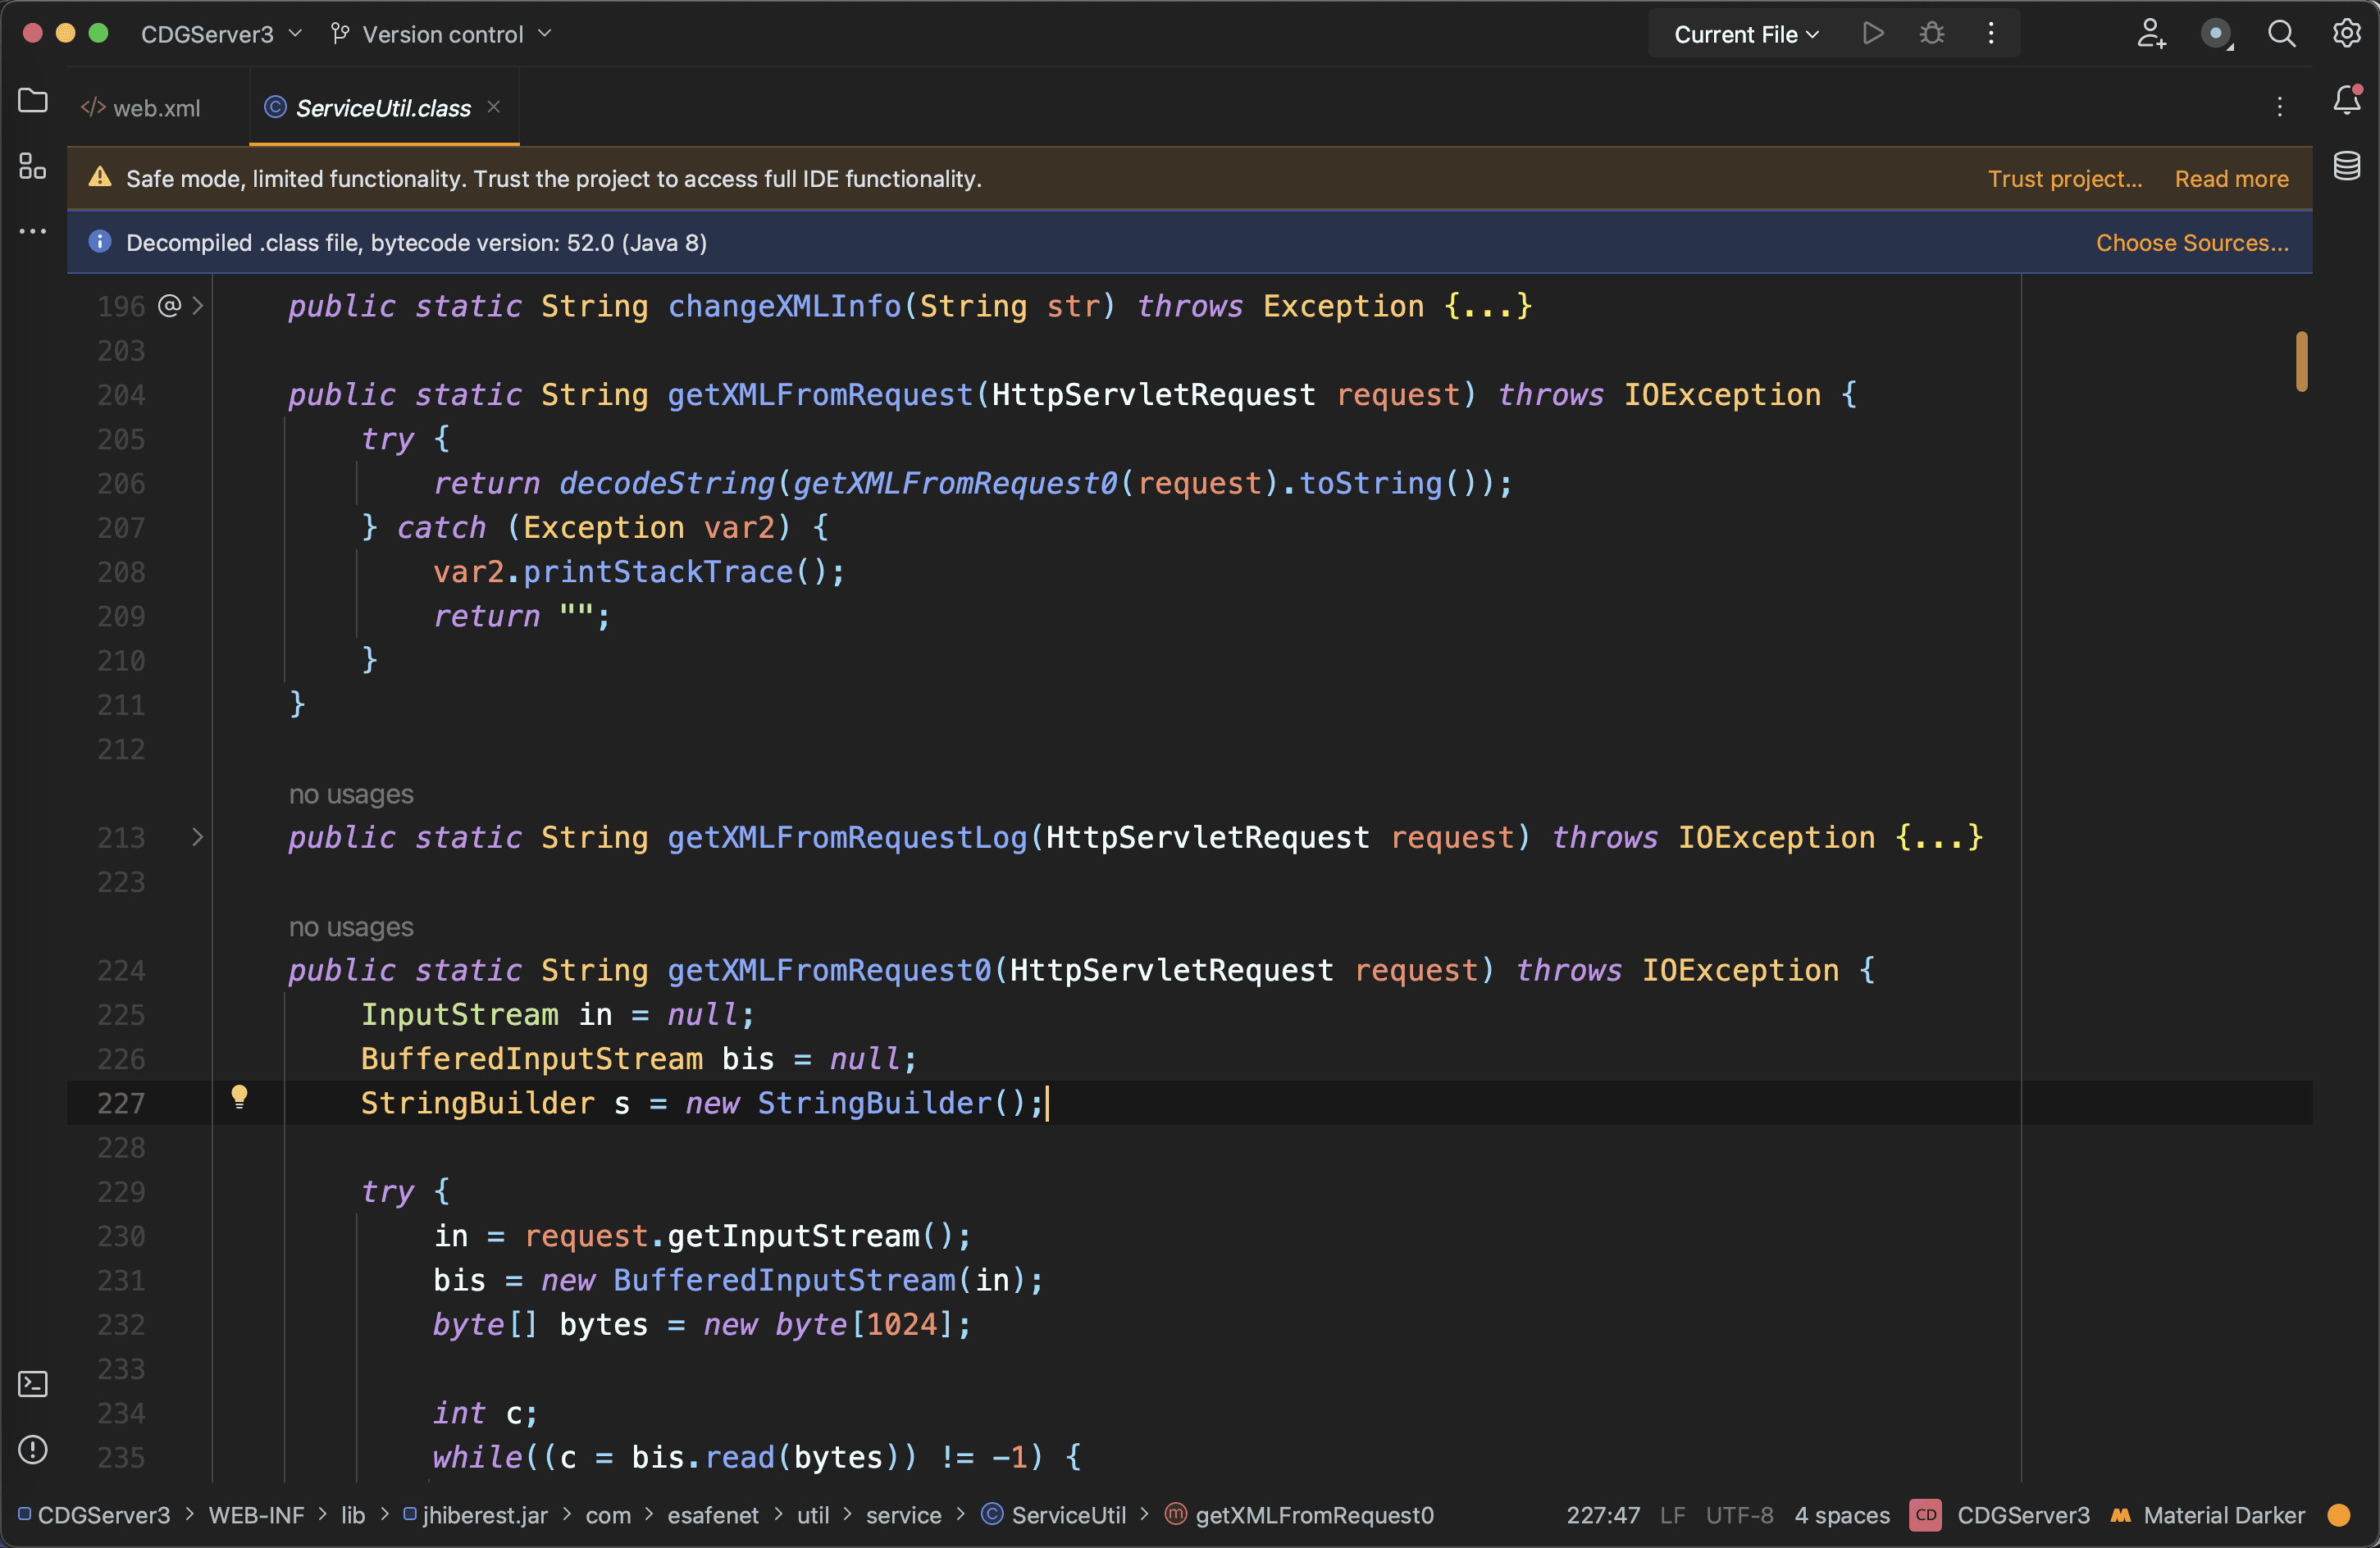 CDGServer3 Version control Current File
</> web.xml ServiceUtil.class
Safe mode, limited functionality. Trust the project to access full IDE functionality. Trust project... Read more
Decompiled .class file, bytecode version: 52.0 (Java 8) Choose Sources...
196 @ public static String changeXMLInfo(String str) throws Exception {...}
203
204 public static String getXMLFromRequest(HttpServletRequest request) throws IOException {
205 try {
206 return decodeString(getXMLFromRequest0(request).toString());
207 } catch (Exception var2) {
208 var2.printStackTrace();
209 return "";
210 }
211 }
212
no usages
213 public static String getXMLFromRequestLog(HttpServletRequest request) throws IOException {...}
223
no usages
224 public static String getXMLFromRequest0(HttpServletRequest request) throws IOException {
225 InputStream in = null;
226 BufferedInputStream bis = null;
227 StringBuilder s = new StringBuilder();
228
229 try {
230 in = request.getInputStream();
231 bis = new BufferedInputStream(in);
232 byte[] bytes = new byte[1024];
233
234 int c;
235 while((c = bis.read(bytes)) != -1) {
CDGServer3 > WEB-INF > lib > jhiberest.jar > com > esafenet > util > service > ServiceUtil > getXMLFromRequest0 227:47 LF UTF-8 4 spaces CD CDGServer3 Material Darker